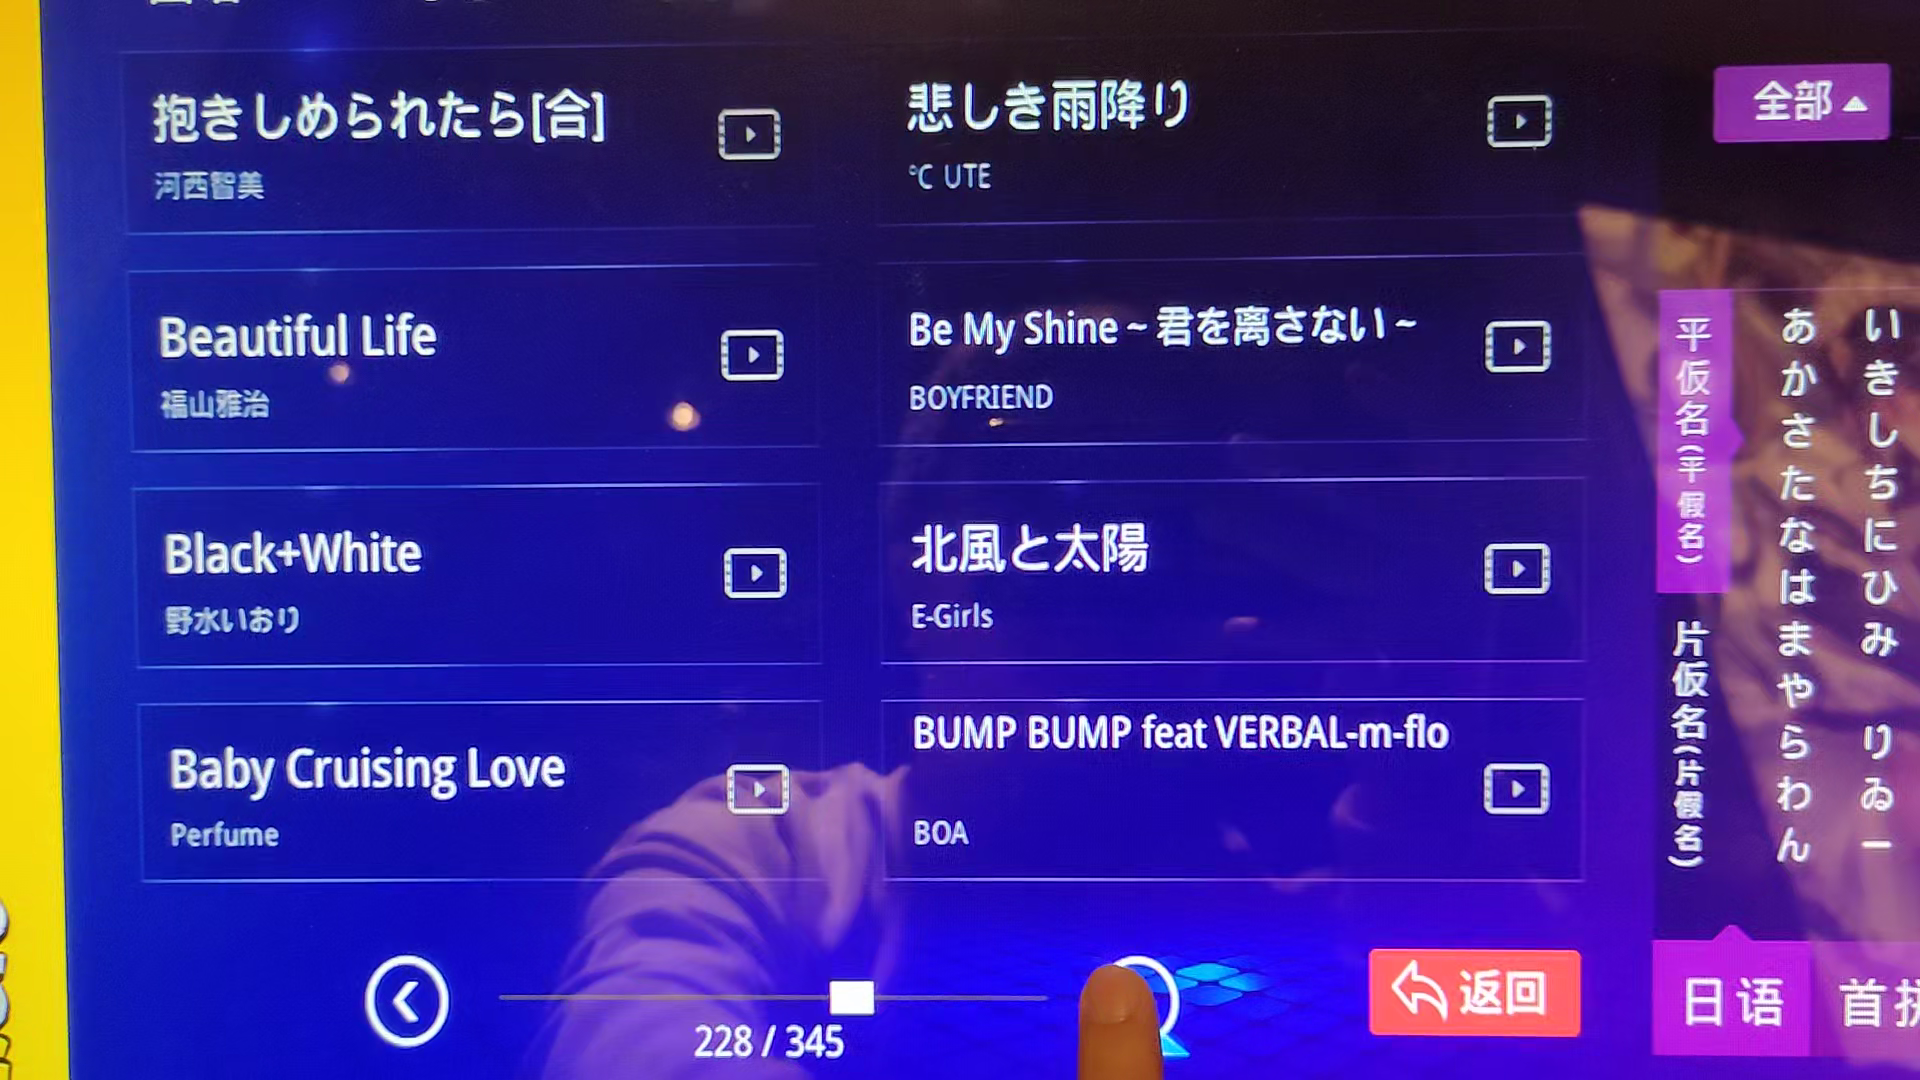 抱きしめられたら[合]
河西智美
悲しき雨降り
℃ UTE
Beautiful Life
福山雅治
Be My Shine ~ 君を离さない ~
BOYFRIEND
Black+White
野水いおり
北風と太陽
E-Girls
Baby Cruising Love
Perfume
BUMP BUMP feat VERBAL-m-flo
BOA
228 / 345
返回
全部
平仮名(平假名)
片仮名(片假名)
あかさたなはまやらわん
いきしちにひみ りゐー
日语
首拼